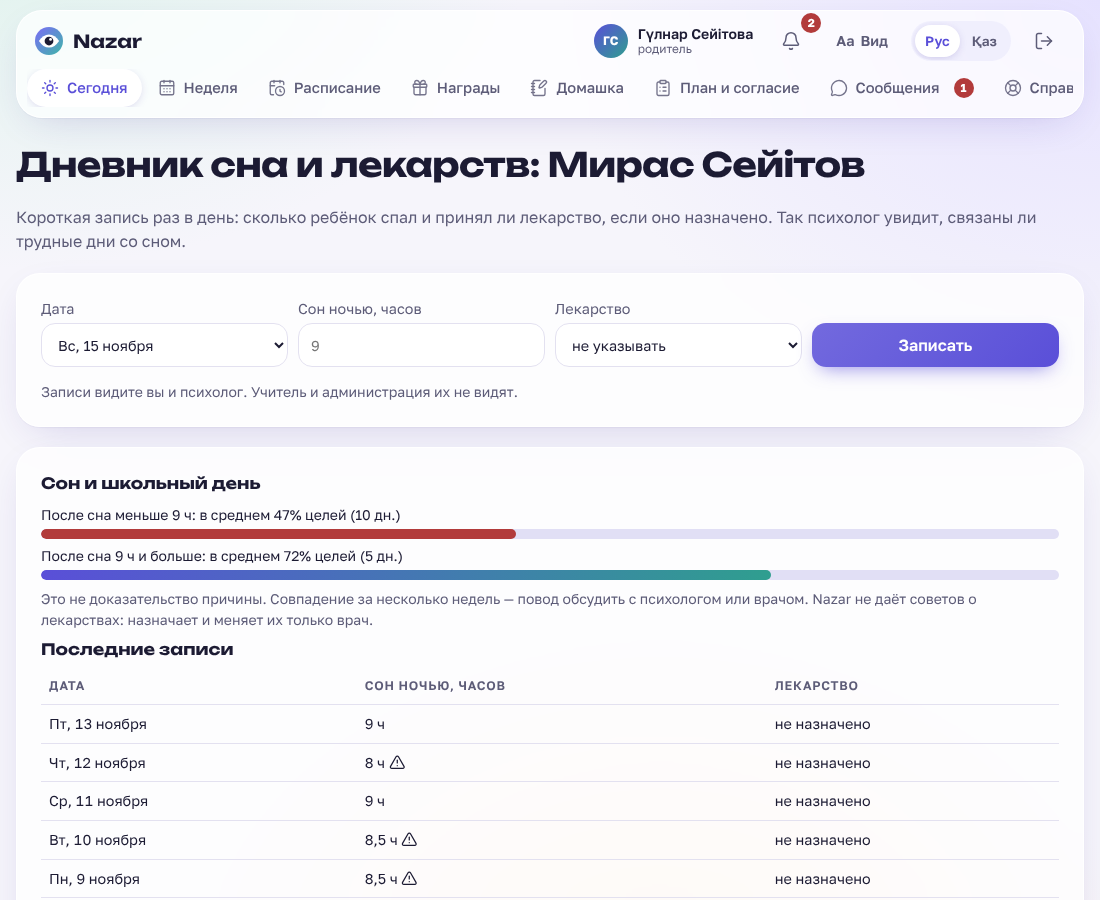 Nazar
ГС
Гүлнар Сейітова
родитель
2
Аа Вид
Рус
Қаз
Сегодня
Неделя
Расписание
Награды
Домашка
План и согласие
Сообщения 1
Справ
Дневник сна и лекарств: Мирас Сейітов
Короткая запись раз в день: сколько ребёнок спал и принял ли лекарство, если оно назначено. Так психолог увидит, связаны ли
трудные дни со сном.
Дата
Сон ночью, часов
Лекарство
Вс, 15 ноября
9
не указывать
Записать
Записи видите вы и психолог. Учитель и администрация их не видят.
Сон и школьный день
После сна меньше 9 ч: в среднем 47% целей (10 дн.)
После сна 9 ч и больше: в среднем 72% целей (5 дн.)
Это не доказательство причины. Совпадение за несколько недель — повод обсудить с психологом или врачом. Nazar не даёт советов о
лекарствах: назначает и меняет их только врач.
Последние записи
ДАТА СОН НОЧЬЮ, ЧАСОВ ЛЕКАРСТВО
Пт, 13 ноября 9 ч не назначено
Чт, 12 ноября 8 ч не назначено
Ср, 11 ноября 9 ч не назначено
Вт, 10 ноября 8,5 ч не назначено
Пн, 9 ноября 8,5 ч не назначено